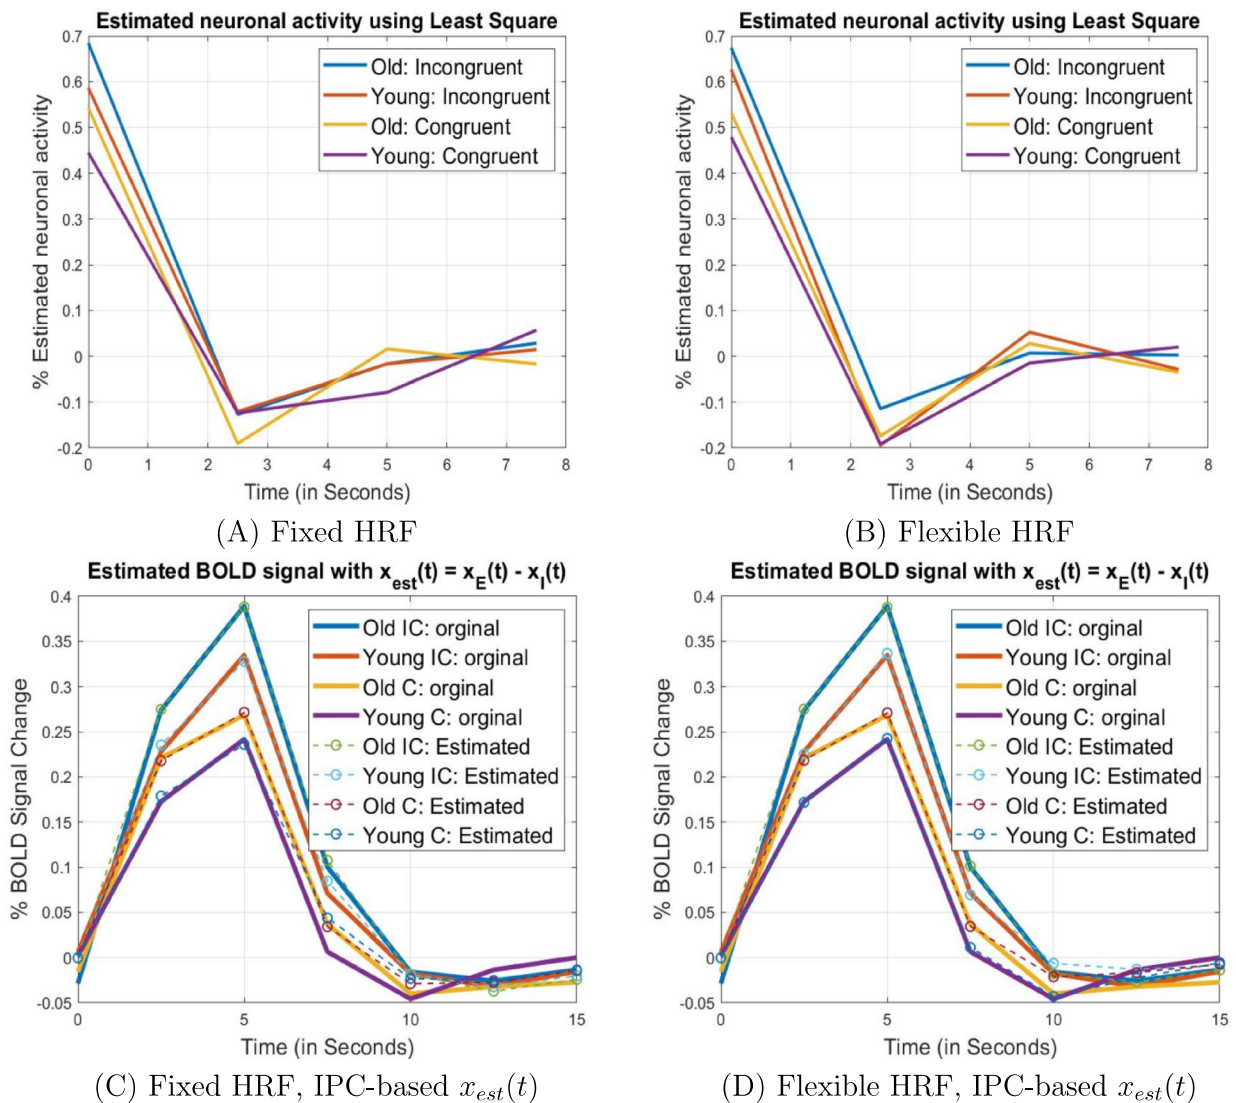 Estimated neuronal activity using Least Square
% Estimated neuronal activity
0.7
0.6
0.5
0.4
0.3
0.2
0.1
0
-0.1
-0.2
Old: Incongruent
Young: Incongruent
Old: Congruent
Young: Congruent
0 1 2 3 4 5 6 7 8
Time (in Seconds)
(A) Fixed HRF
Estimated neuronal activity using Least Square
% Estimated neuronal activity
0.7
0.6
0.5
0.4
0.3
0.2
0.1
0
-0.1
-0.2
Old: Incongruent
Young: Incongruent
Old: Congruent
Young: Congruent
0 1 2 3 4 5 6 7 8
Time (in Seconds)
(B) Flexible HRF
Estimated BOLD signal with x_est(t) = x_E(t) - x_I(t)
% BOLD Signal Change
0.4
0.35
0.3
0.25
0.2
0.15
0.1
0.05
0
-0.05
Old IC: orginal
Young IC: orginal
Old C: orginal
Young C: orginal
Old IC: Estimated
Young IC: Estimated
Old C: Estimated
Young C: Estimated
0 5 10 15
Time (in Seconds)
(C) Fixed HRF, IPC-based x_est(t)
Estimated BOLD signal with x_est(t) = x_E(t) - x_I(t)
% BOLD Signal Change
0.4
0.35
0.3
0.25
0.2
0.15
0.1
0.05
0
-0.05
Old IC: orginal
Young IC: orginal
Old C: orginal
Young C: orginal
Old IC: Estimated
Young IC: Estimated
Old C: Estimated
Young C: Estimated
0 5 10 15
Time (in Seconds)
(D) Flexible HRF, IPC-based x_est(t)